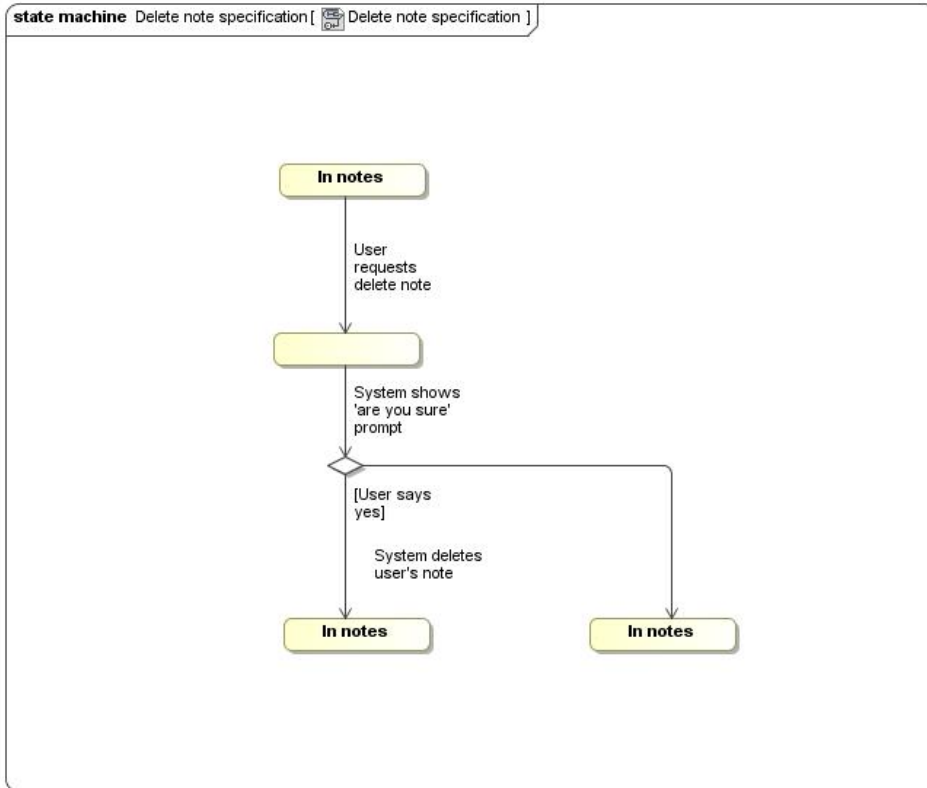 state machine Delete note specification [ Delete note specification ]
In notes
User
requests
delete note
System shows
'are you sure'
prompt
[User says
yes]
System deletes
user's note
In notes
In notes